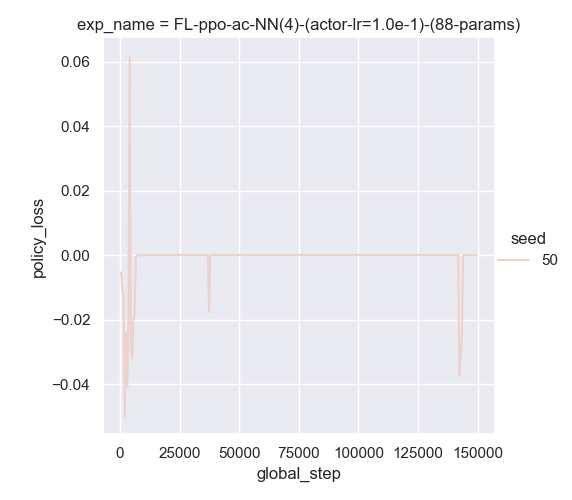 exp_name = FL-ppo-ac-NN(4)-(actor-lr=1.0e-1)-(88-params)
0.06
0.04
0.02
0.00
−0.02
−0.04
policy_loss
0 25000 50000 75000 100000 125000 150000
global_step
seed
50